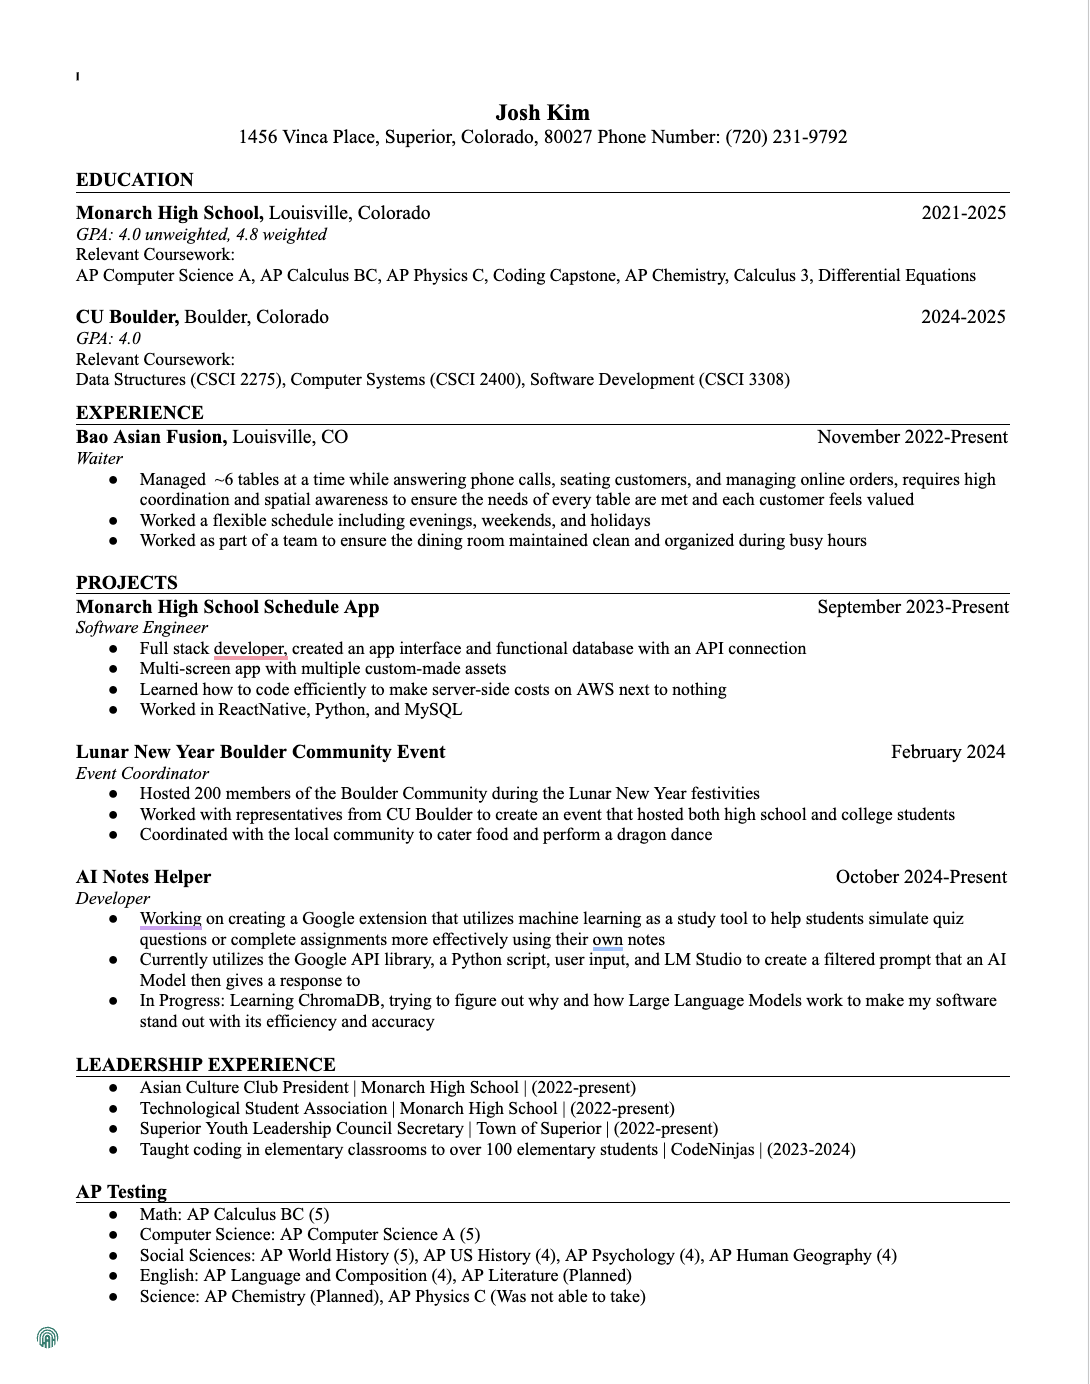 Josh Kim
1456 Vinca Place, Superior, Colorado, 80027 Phone Number: (720) 231-9792
EDUCATION
Monarch High School, Louisville, Colorado 2021-2025
GPA: 4.0 unweighted, 4.8 weighted
Relevant Coursework:
AP Computer Science A, AP Calculus BC, AP Physics C, Coding Capstone, AP Chemistry, Calculus 3, Differential Equations
CU Boulder, Boulder, Colorado 2024-2025
GPA: 4.0
Relevant Coursework:
Data Structures (CSCI 2275), Computer Systems (CSCI 2400), Software Development (CSCI 3308)
EXPERIENCE
Bao Asian Fusion, Louisville, CO November 2022-Present
Waiter
● Managed ~6 tables at a time while answering phone calls, seating customers, and managing online orders, requires high
coordination and spatial awareness to ensure the needs of every table are met and each customer feels valued
● Worked a flexible schedule including evenings, weekends, and holidays
● Worked as part of a team to ensure the dining room maintained clean and organized during busy hours
PROJECTS
Monarch High School Schedule App September 2023-Present
Software Engineer
● Full stack developer, created an app interface and functional database with an API connection
● Multi-screen app with multiple custom-made assets
● Learned how to code efficiently to make server-side costs on AWS next to nothing
● Worked in ReactNative, Python, and MySQL
Lunar New Year Boulder Community Event February 2024
Event Coordinator
● Hosted 200 members of the Boulder Community during the Lunar New Year festivities
● Worked with representatives from CU Boulder to create an event that hosted both high school and college students
● Coordinated with the local community to cater food and perform a dragon dance
AI Notes Helper October 2024-Present
Developer
● Working on creating a Google extension that utilizes machine learning as a study tool to help students simulate quiz
questions or complete assignments more effectively using their own notes
● Currently utilizes the Google API library, a Python script, user input, and LM Studio to create a filtered prompt that an AI
Model then gives a response to
● In Progress: Learning ChromaDB, trying to figure out why and how Large Language Models work to make my software
stand out with its efficiency and accuracy
LEADERSHIP EXPERIENCE
● Asian Culture Club President | Monarch High School | (2022-present)
● Technological Student Association | Monarch High School | (2022-present)
● Superior Youth Leadership Council Secretary | Town of Superior | (2022-present)
● Taught coding in elementary classrooms to over 100 elementary students | CodeNinjas | (2023-2024)
AP Testing
● Math: AP Calculus BC (5)
● Computer Science: AP Computer Science A (5)
● Social Sciences: AP World History (5), AP US History (4), AP Psychology (4), AP Human Geography (4)
● English: AP Language and Composition (4), AP Literature (Planned)
● Science: AP Chemistry (Planned), AP Physics C (Was not able to take)